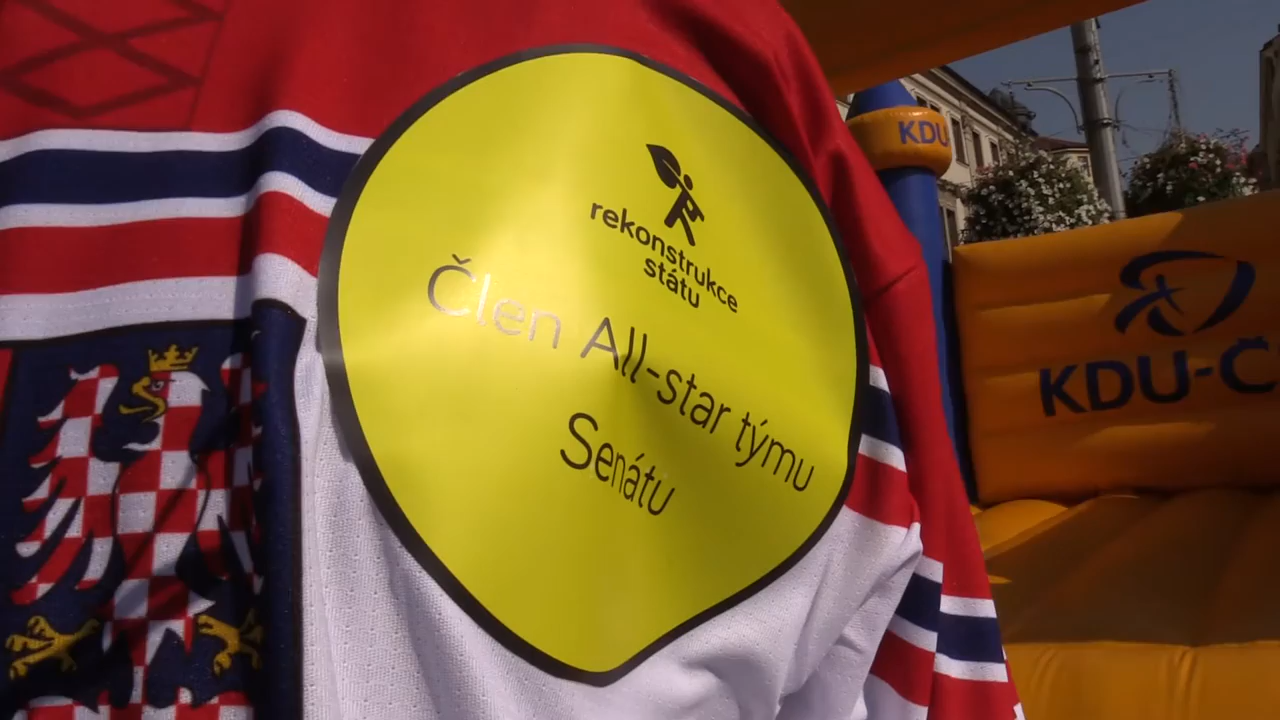 rekonstrukce
státu
Člen All-star týmu
Senátu
KDU
KDU-Č